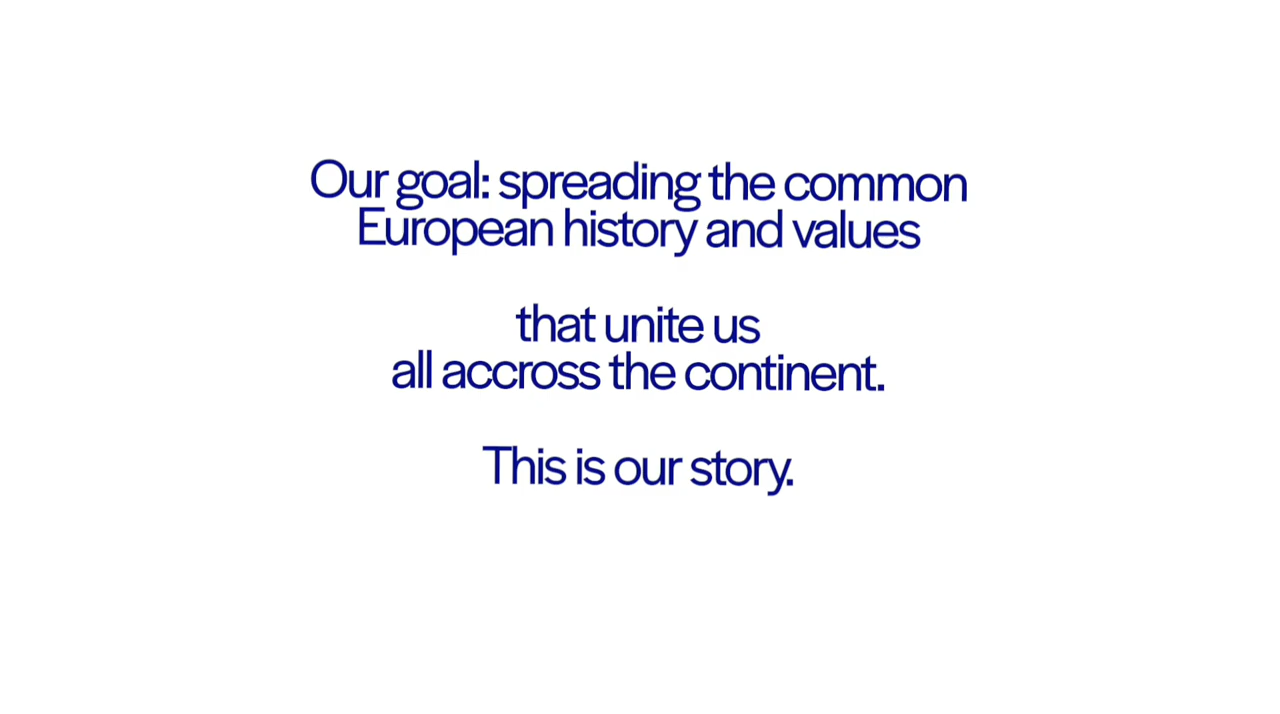 Our goal: spreading the common
European history and values
that unite us
all accross the continent.
This is our story.